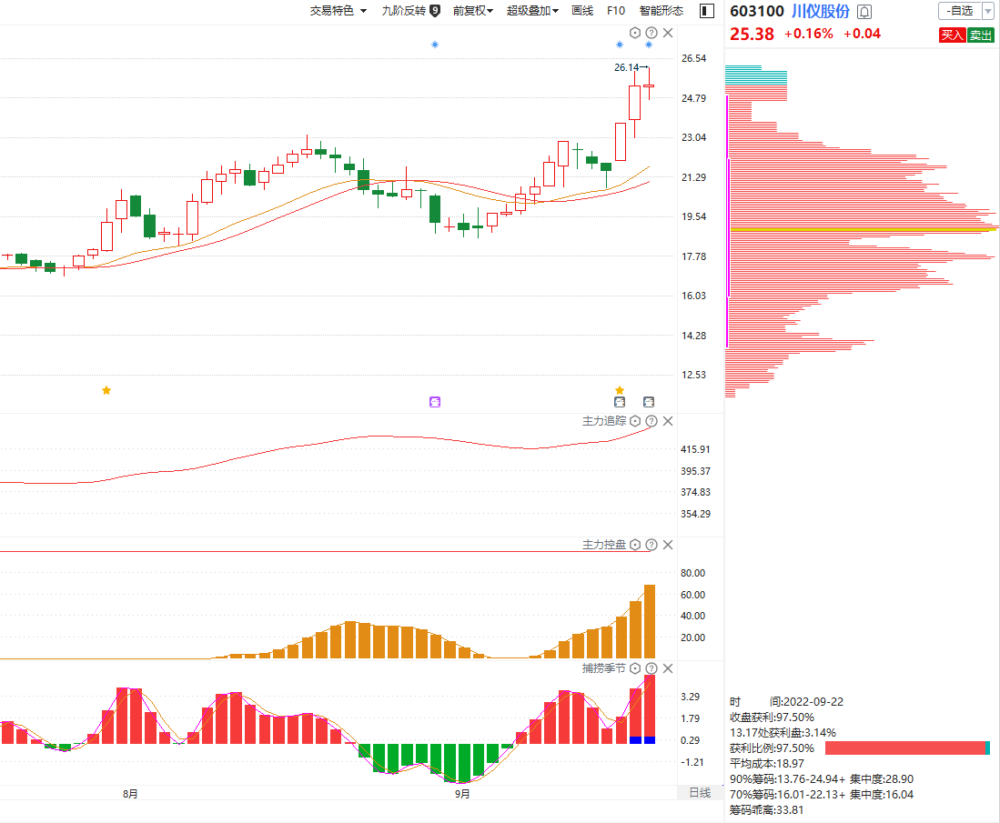 交易特色 九阶反转 9 前复权 超级叠加 画线 F10 智能形态
603100 川仪股份 -自选
25.38 +0.16% +0.04 买入 卖出
26.54
26.14
24.79
23.04
21.29
19.54
17.78
16.03
14.28
12.53
主力追踪
415.91
395.37
374.83
354.29
主力控盘
80.00
60.00
40.00
20.00
捕捞季节
3.29
1.79
0.29
-1.21
8月 9月 日线
时 间:2022-09-22
收盘获利:97.50%
13.17处获利盘:3.14%
获利比例:97.50%
平均成本:18.97
90%筹码:13.76-24.94+ 集中度:28.90
70%筹码:16.01-22.13+ 集中度:16.04
筹码乖离:33.81